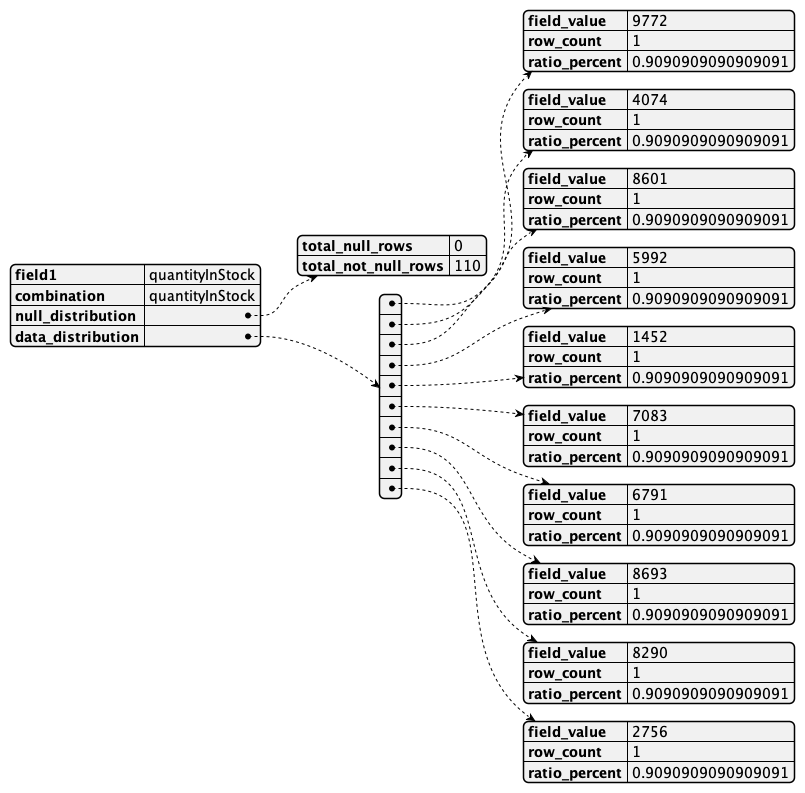 field1 quantityInStock
combination quantityInStock
null_distribution
data_distribution
total_null_rows 0
total_not_null_rows 110
field_value 9772
row_count 1
ratio_percent 0.9090909090909091
field_value 4074
row_count 1
ratio_percent 0.9090909090909091
field_value 8601
row_count 1
ratio_percent 0.9090909090909091
field_value 5992
row_count 1
ratio_percent 0.9090909090909091
field_value 1452
row_count 1
ratio_percent 0.9090909090909091
field_value 7083
row_count 1
ratio_percent 0.9090909090909091
field_value 6791
row_count 1
ratio_percent 0.9090909090909091
field_value 8693
row_count 1
ratio_percent 0.9090909090909091
field_value 8290
row_count 1
ratio_percent 0.9090909090909091
field_value 2756
row_count 1
ratio_percent 0.9090909090909091